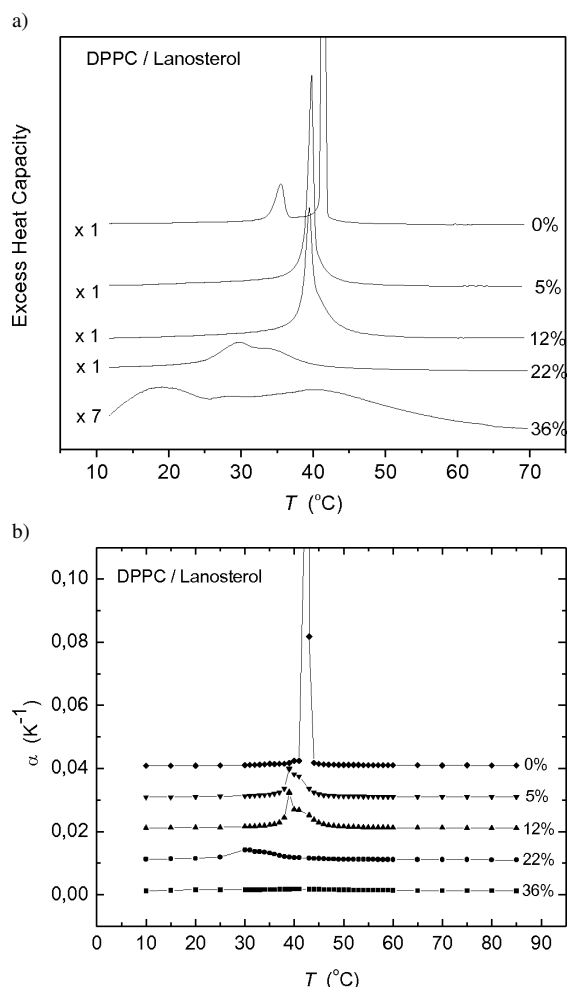 a)
DPPC / Lanosterol
Excess Heat Capacity
x 1
0%
x 1
5%
x 1
12%
x 1
22%
x 7
36%
10 20 30 40 50 60 70
T (°C)
b)
DPPC / Lanosterol
0,10
0,08
0,06
0,04
0,02
0,00
α (K⁻¹)
0%
5%
12%
22%
36%
0 10 20 30 40 50 60 70 80 90
T (°C)